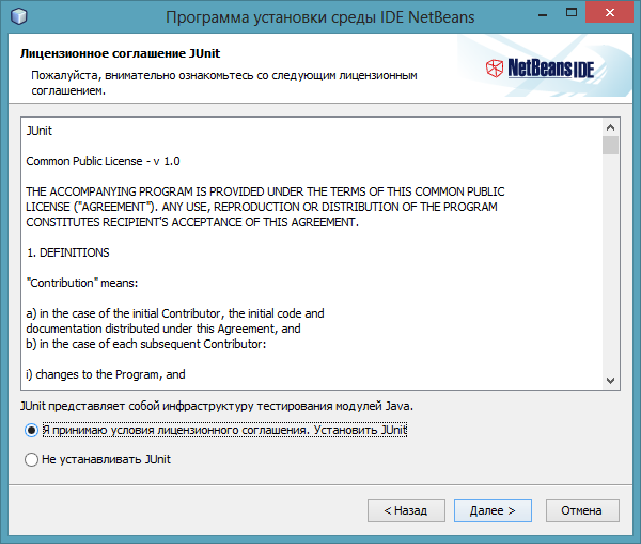 Программа установки среды IDE NetBeans
Лицензионное соглашение JUnit
Пожалуйста, внимательно ознакомьтесь со следующим лицензионным
соглашением.
NetBeans IDE
JUnit
Common Public License - v 1.0
THE ACCOMPANYING PROGRAM IS PROVIDED UNDER THE TERMS OF THIS COMMON PUBLIC
LICENSE ("AGREEMENT"). ANY USE, REPRODUCTION OR DISTRIBUTION OF THE PROGRAM
CONSTITUTES RECIPIENT'S ACCEPTANCE OF THIS AGREEMENT.
1. DEFINITIONS
"Contribution" means:
a) in the case of the initial Contributor, the initial code and
documentation distributed under this Agreement, and
b) in the case of each subsequent Contributor:
i) changes to the Program, and
JUnit представляет собой инфраструктуру тестирования модулей Java.
Я принимаю условия лицензионного соглашения. Установить JUnit
Не устанавливать JUnit
< Назад
Далее >
Отмена